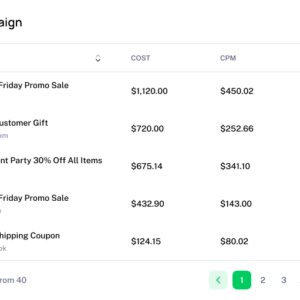 aign
COST CPM
Friday Promo Sale
$1,120.00 $450.02
ustomer Gift
$720.00 $252.66
am
nt Party 30% Off All Items
$675.14 $341.10
Friday Promo Sale
$432.90 $143.00
hipping Coupon
$124.15 $80.02
ok
rom 40 1 2 3